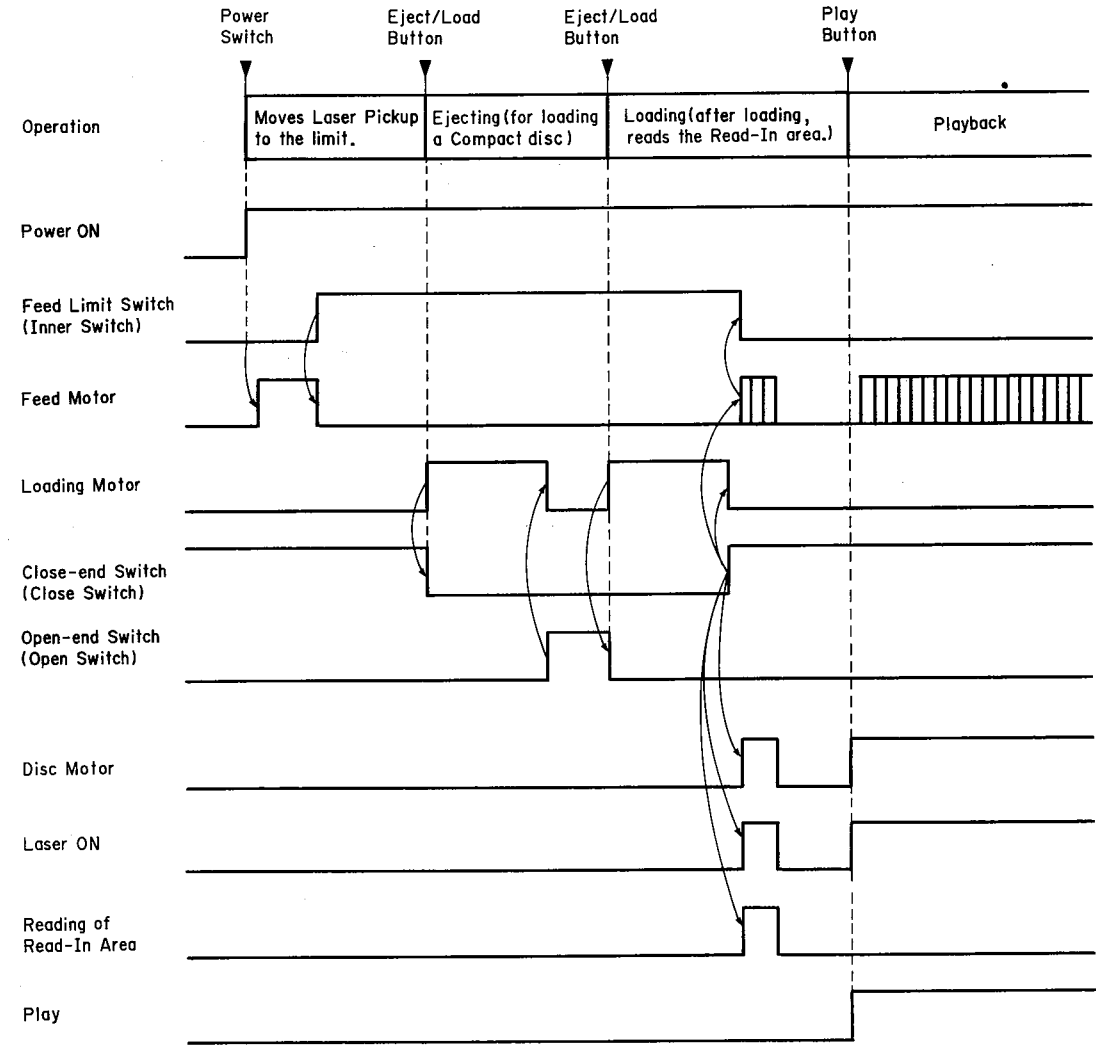 Power
Switch
Eject/Load
Button
Eject/Load
Button
Play
Button
Operation
Moves Laser Pickup
to the limit.
Ejecting(for loading
a Compact disc)
Loading(after loading,
reads the Read-In area.)
Playback
Power ON
Feed Limit Switch
(Inner Switch)
Feed Motor
Loading Motor
Close-end Switch
(Close Switch)
Open-end Switch
(Open Switch)
Disc Motor
Laser ON
Reading of
Read-In Area
Play